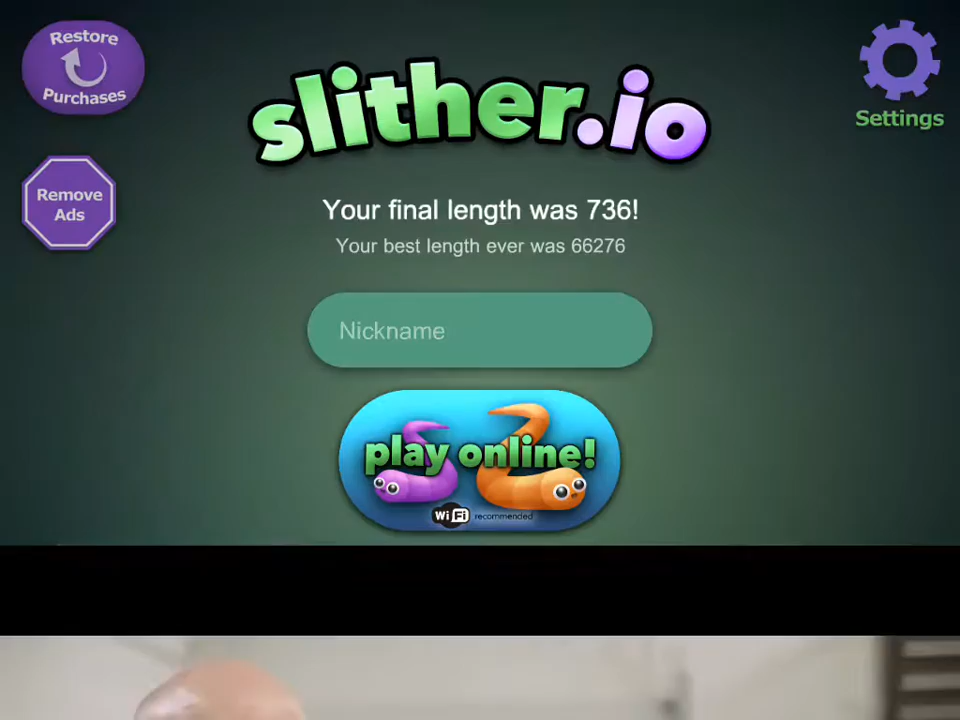 Restore
Purchases
slither.io
Settings
Remove
Ads
Your final length was 736!
Your best length ever was 66276
Nickname
play online!
WiFi recommended